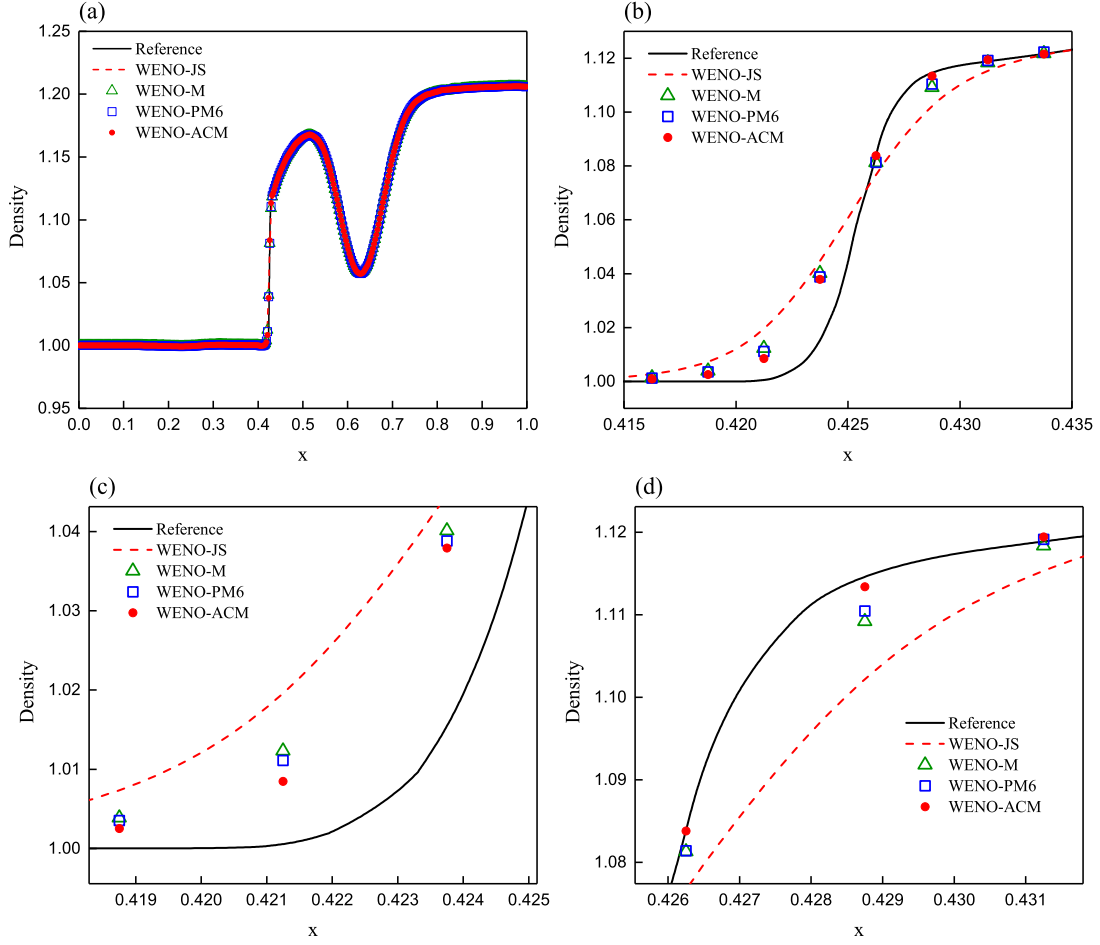 (a)
1.25
1.20
1.15
1.10
1.05
1.00
0.95
Density
Reference
WENO-JS
WENO-M
WENO-PM6
WENO-ACM
0.0 0.1 0.2 0.3 0.4 0.5 0.6 0.7 0.8 0.9 1.0
x
(b)
1.12
1.10
1.08
1.06
1.04
1.02
1.00
Density
Reference
WENO-JS
WENO-M
WENO-PM6
WENO-ACM
0.415 0.420 0.425 0.430 0.435
x
(c)
1.04
1.03
1.02
1.01
1.00
Density
Reference
WENO-JS
WENO-M
WENO-PM6
WENO-ACM
0.419 0.420 0.421 0.422 0.423 0.424 0.425
x
(d)
1.12
1.11
1.10
1.09
1.08
Density
Reference
WENO-JS
WENO-M
WENO-PM6
WENO-ACM
0.426 0.427 0.428 0.429 0.430 0.431
x